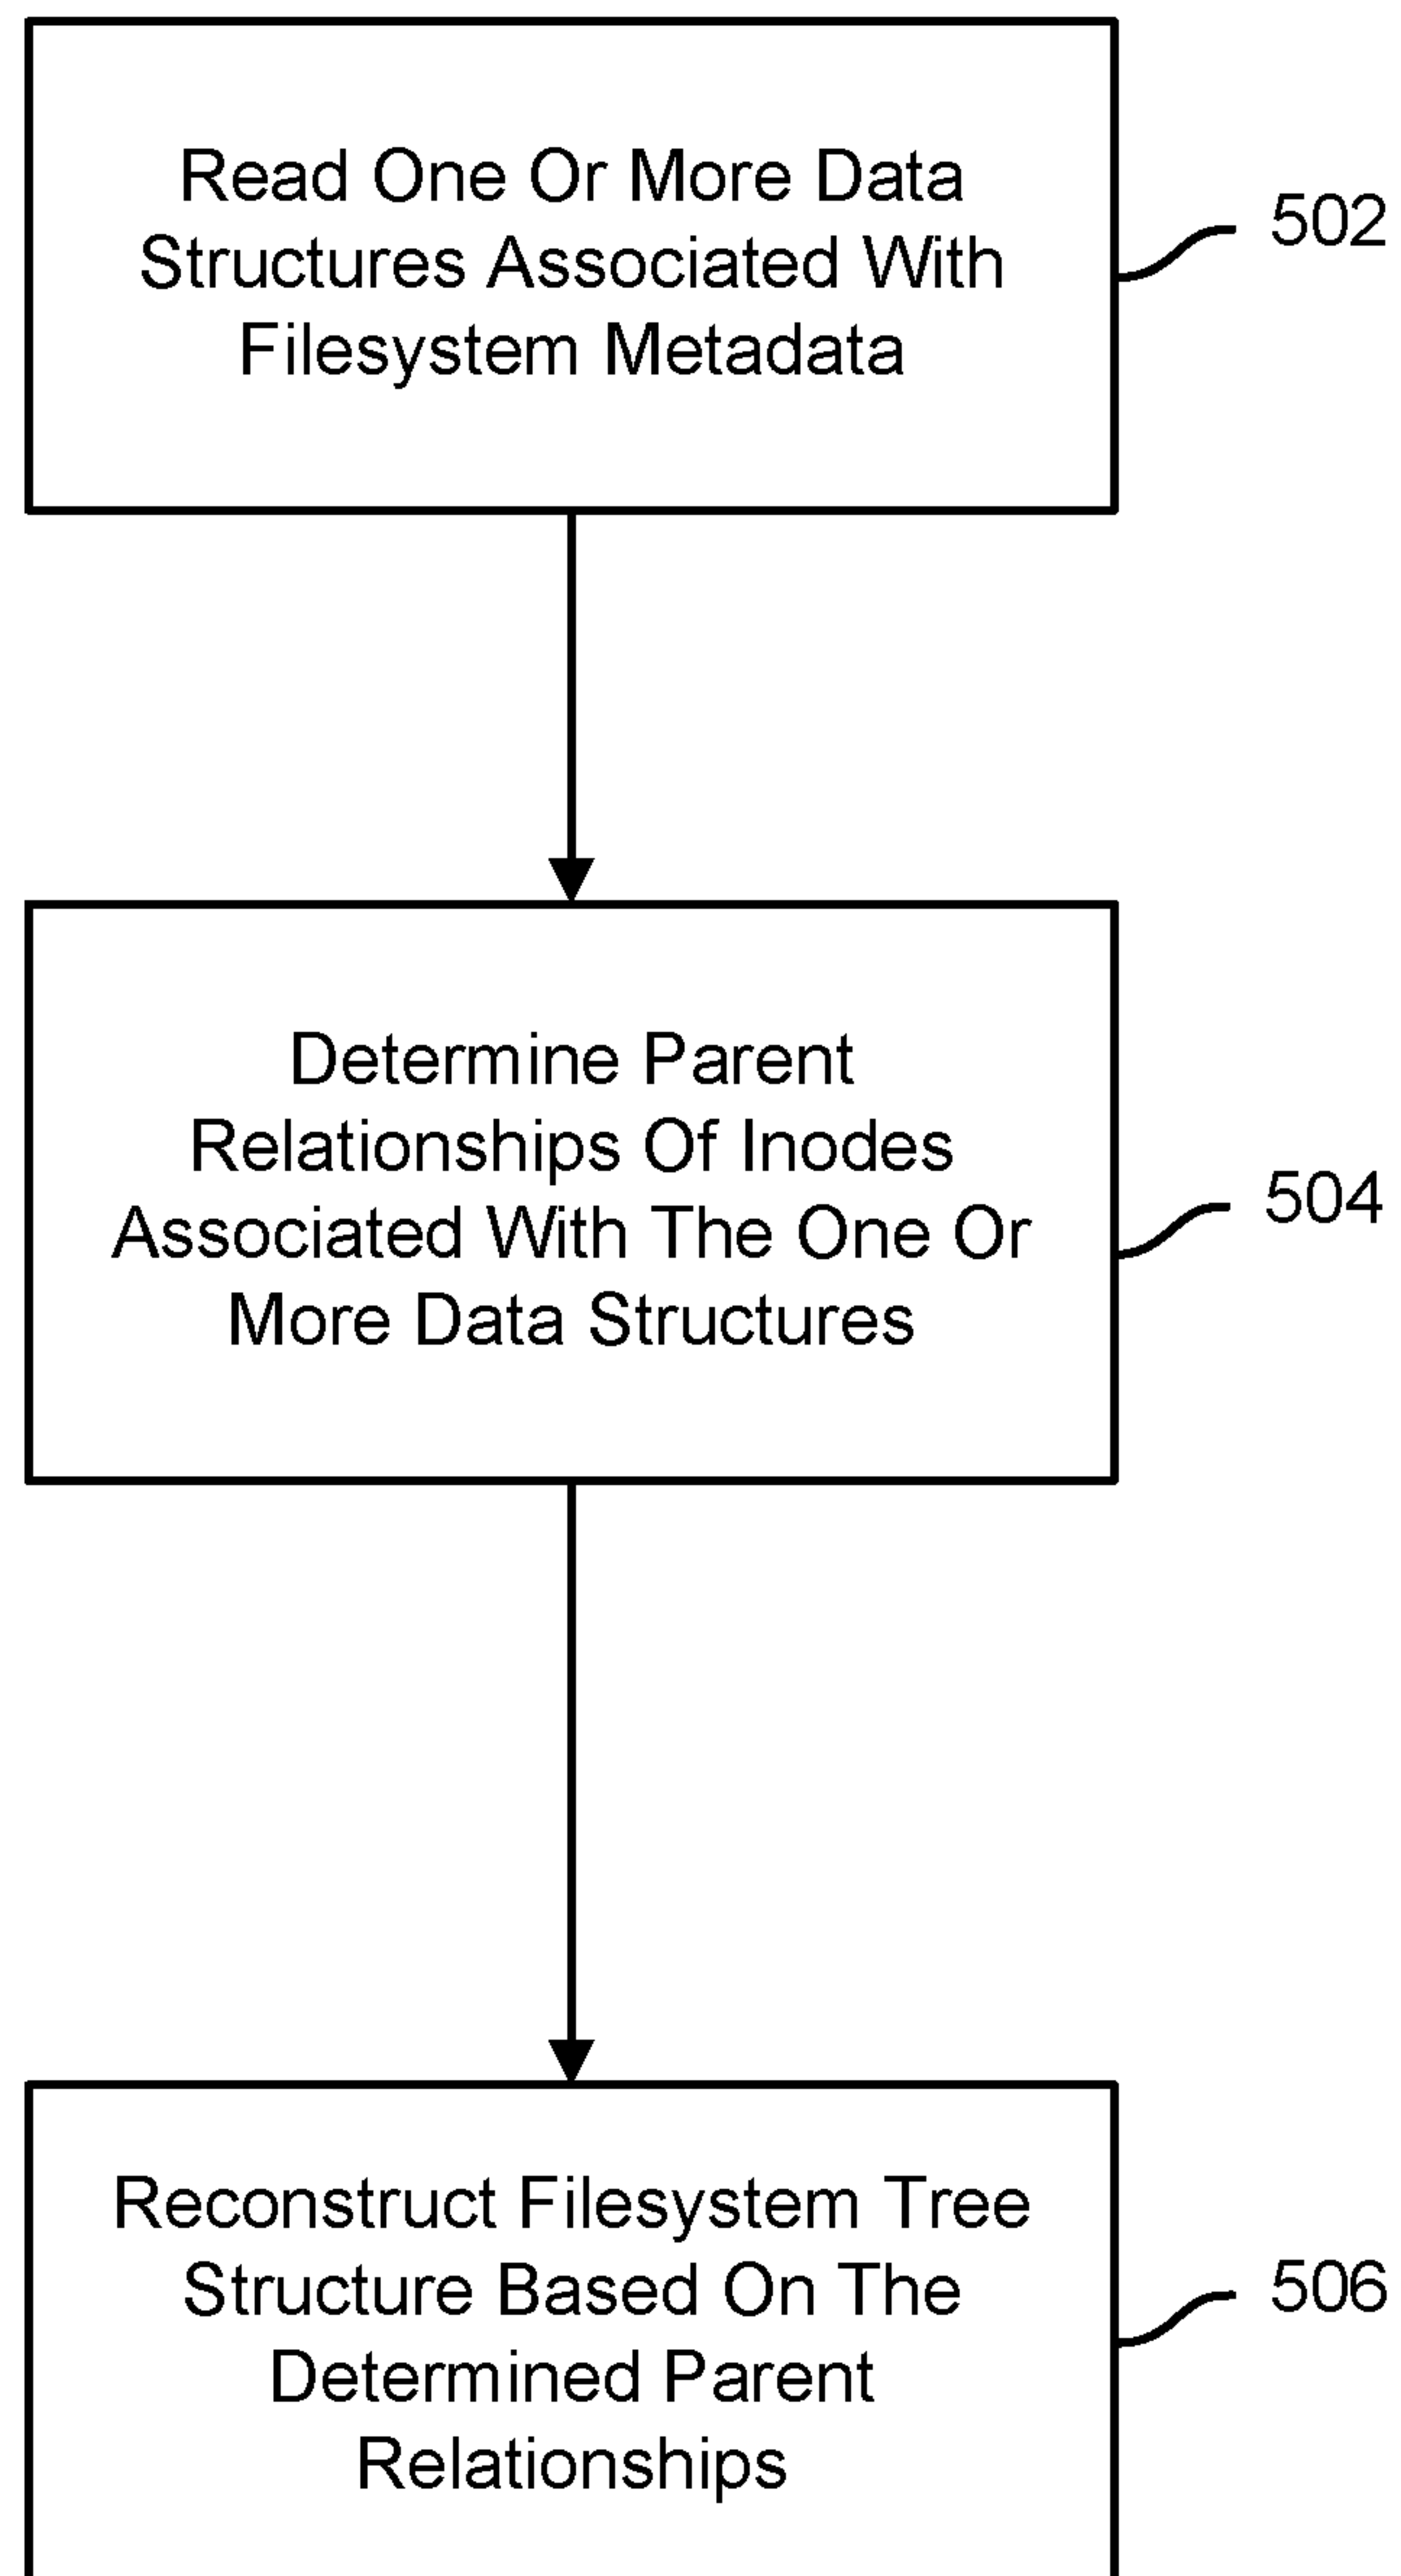 Read One Or More Data
Structures Associated With
Filesystem Metadata
502
Determine Parent
Relationships Of Inodes
Associated With The One Or
More Data Structures
504
Reconstruct Filesystem Tree
Structure Based On The
Determined Parent
Relationships
506